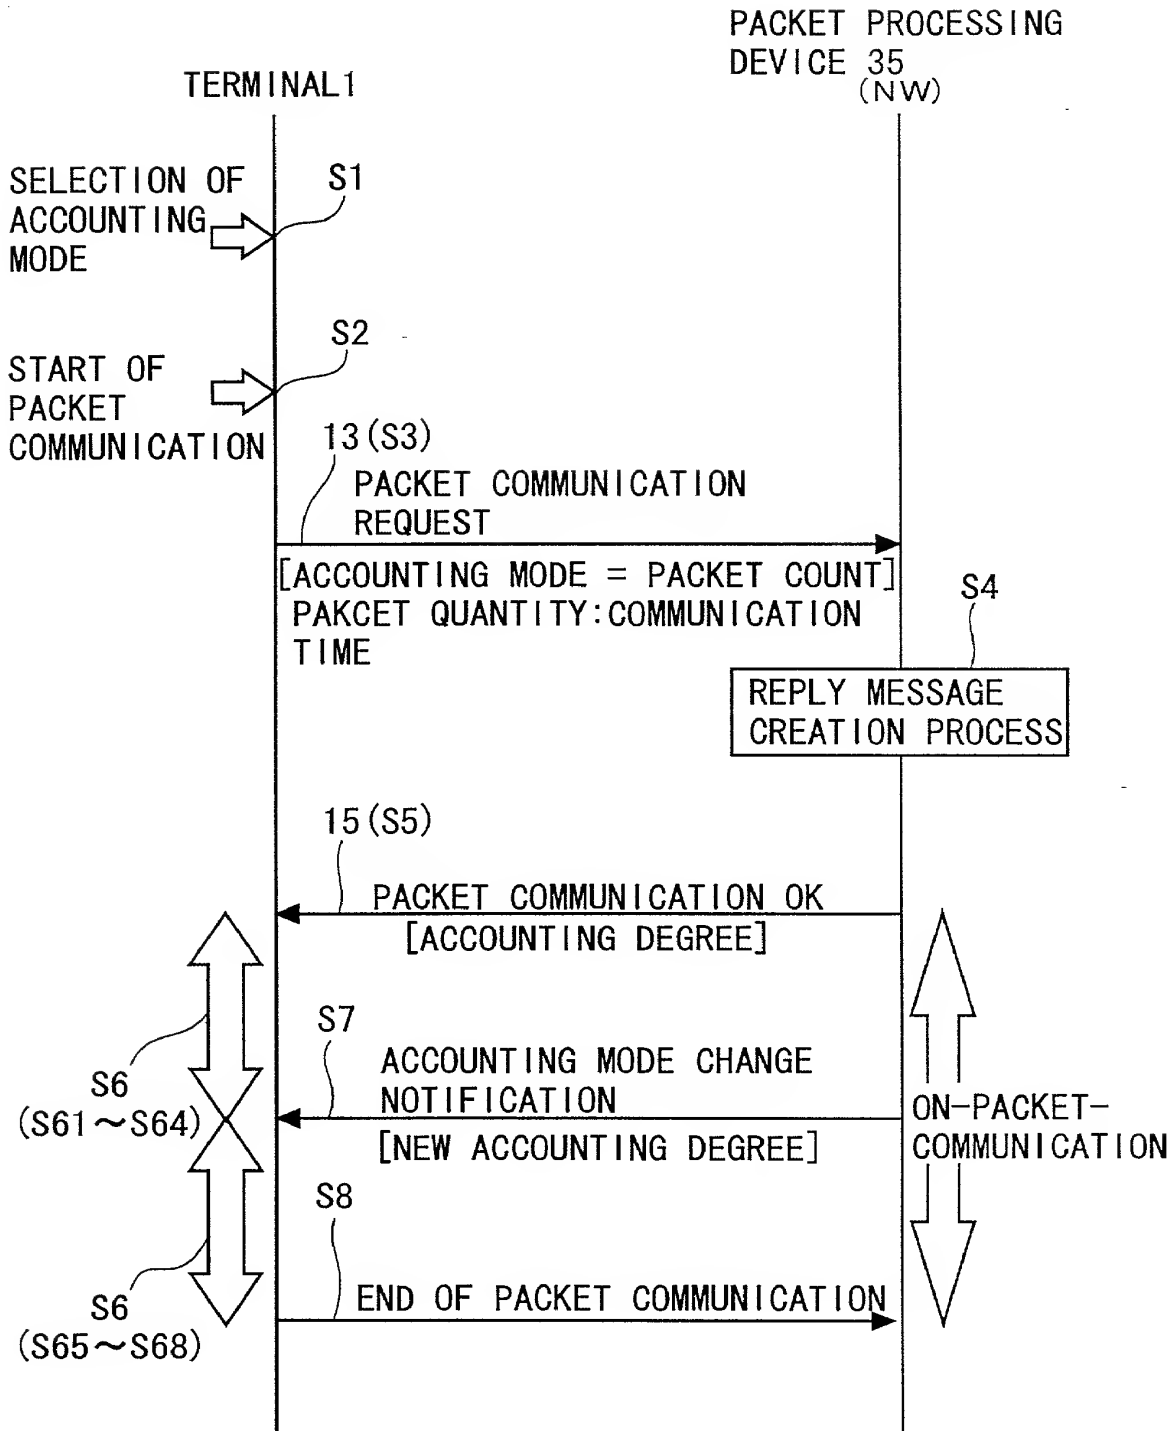 PACKET PROCESSING
DEVICE 35
(NW)
TERMINAL1
SELECTION OF
ACCOUNTING
MODE
S1
START OF
PACKET
COMMUNICATION
S2
13(S3)
PACKET COMMUNICATION
REQUEST
[ACCOUNTING MODE = PACKET COUNT]
PAKCET QUANTITY:COMMUNICATION
TIME
S4
REPLY MESSAGE
CREATION PROCESS
15(S5)
PACKET COMMUNICATION OK
[ACCOUNTING DEGREE]
S7
ACCOUNTING MODE CHANGE
NOTIFICATION
[NEW ACCOUNTING DEGREE]
S6
(S61~S64)
ON-PACKET-
COMMUNICATION
S8
END OF PACKET COMMUNICATION
S6
(S65~S68)